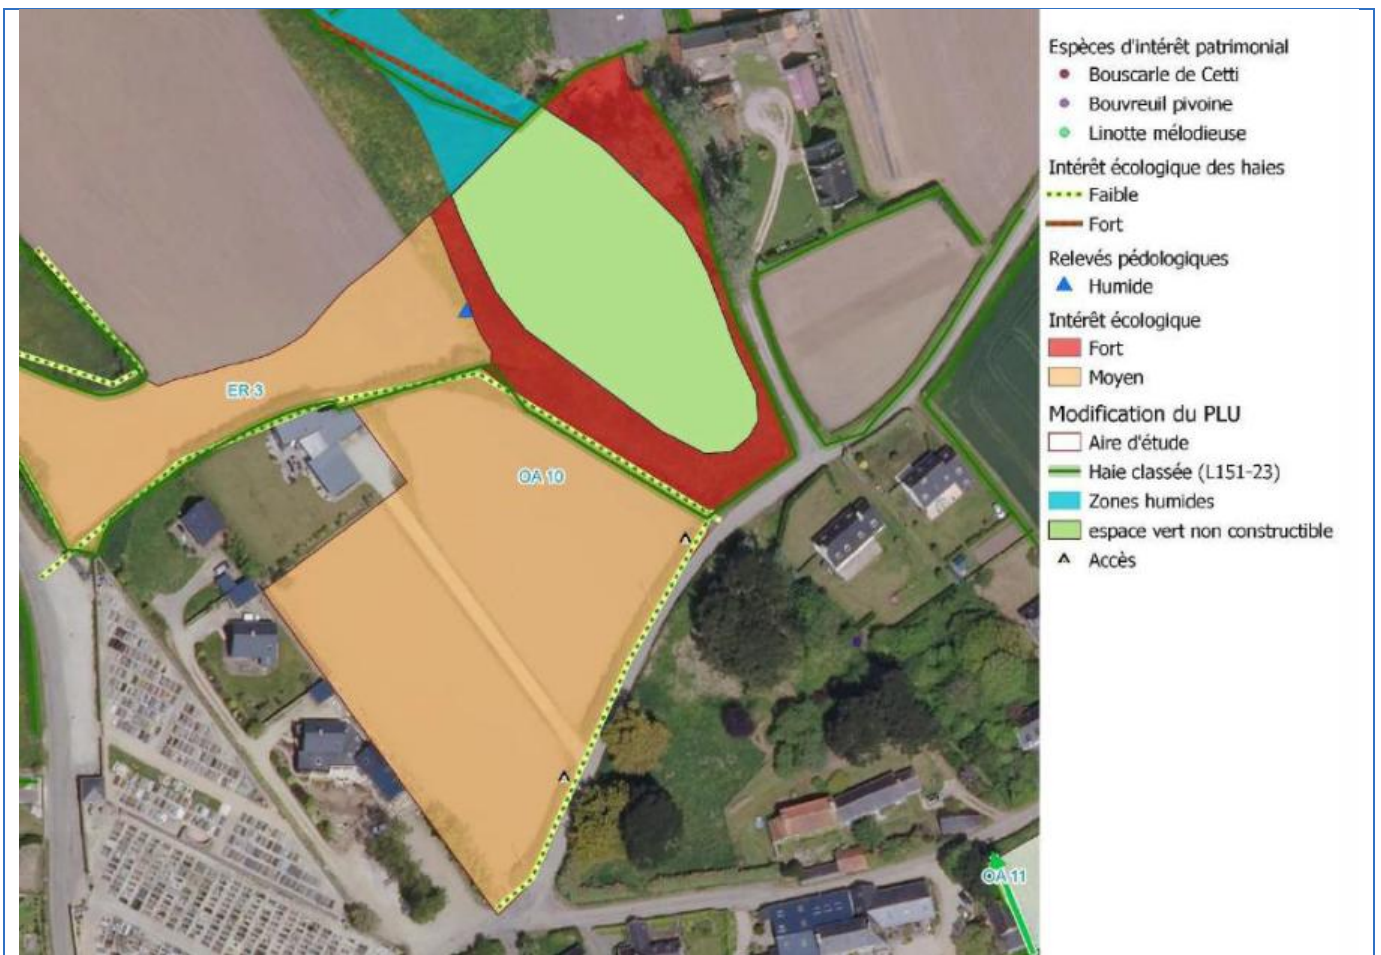 Espèces d'intérêt patrimonial
Bouscarle de Cetti
Bouvreuil pivoine
Linotte mélodieuse
Intérêt écologique des haies
Faible
Fort
Relevés pédologiques
Humide
Intérêt écologique
Fort
Moyen
Modification du PLU
Aire d'étude
Haie classée (L151-23)
Zones humides
espace vert non constructible
Accès
ER 3
OA 10
OA 11